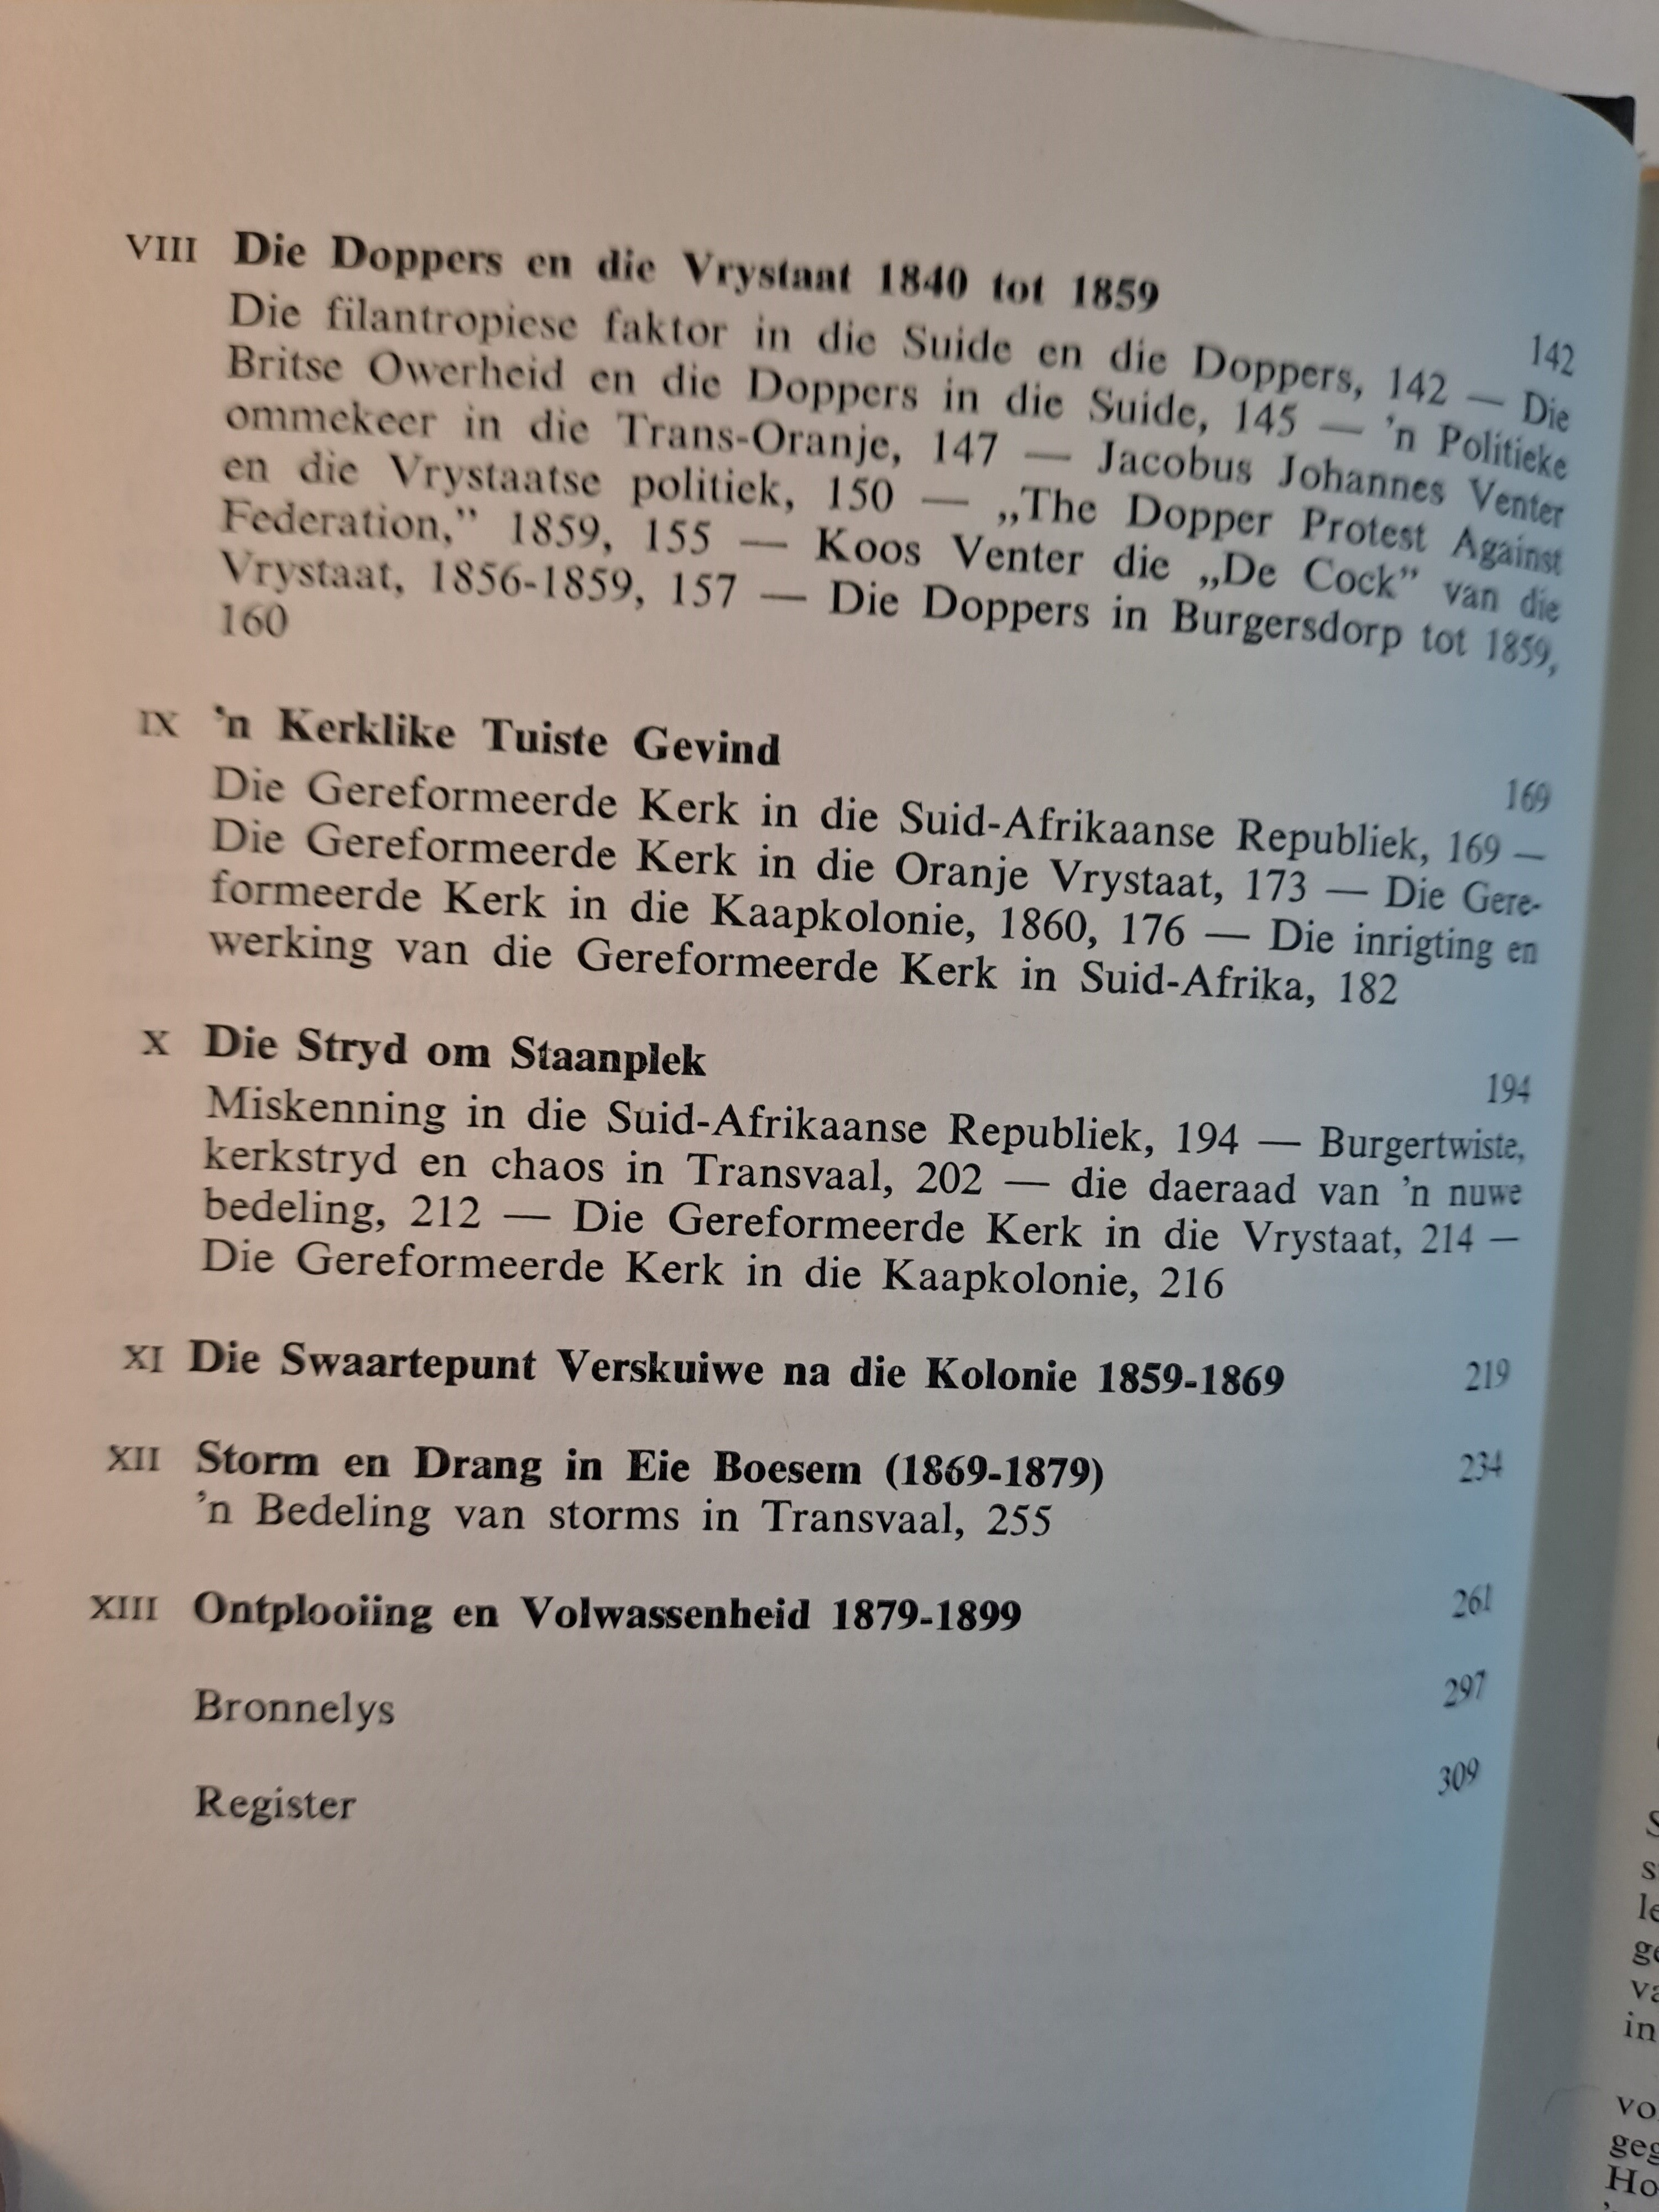 VIII Die Doppers en die Vrystaat 1840 tot 1859 142
Die filantropiese faktor in die Suide en die Doppers, 142 — Die
Britse Owerheid en die Doppers in die Suide, 145 — 'n Politieke
ommekeer in die Trans-Oranje, 147 — Jacobus Johannes Venter
en die Vrystaatse politiek, 150 — „The Dopper Protest Against
Federation,” 1859, 155 — Koos Venter die „De Cock” van die
Vrystaat, 1856-1859, 157 — Die Doppers in Burgersdorp tot 1859,
160
IX 'n Kerklike Tuiste Gevind 169
Die Gereformeerde Kerk in die Suid-Afrikaanse Republiek, 169 —
Die Gereformeerde Kerk in die Oranje Vrystaat, 173 — Die Gere-
formeerde Kerk in die Kaapkolonie, 1860, 176 — Die inrigting en
werking van die Gereformeerde Kerk in Suid-Afrika, 182
X Die Stryd om Staanplek 194
Miskenning in die Suid-Afrikaanse Republiek, 194 — Burgertwiste,
kerkstryd en chaos in Transvaal, 202 — die daeraad van 'n nuwe
bedeling, 212 — Die Gereformeerde Kerk in die Vrystaat, 214 —
Die Gereformeerde Kerk in die Kaapkolonie, 216
XI Die Swaartepunt Verskuiwe na die Kolonie 1859-1869 219
XII Storm en Drang in Eie Boesem (1869-1879) 234
'n Bedeling van storms in Transvaal, 255
XIII Ontplooiing en Volwassenheid 1879-1899 261
Bronnelys 297
Register 309